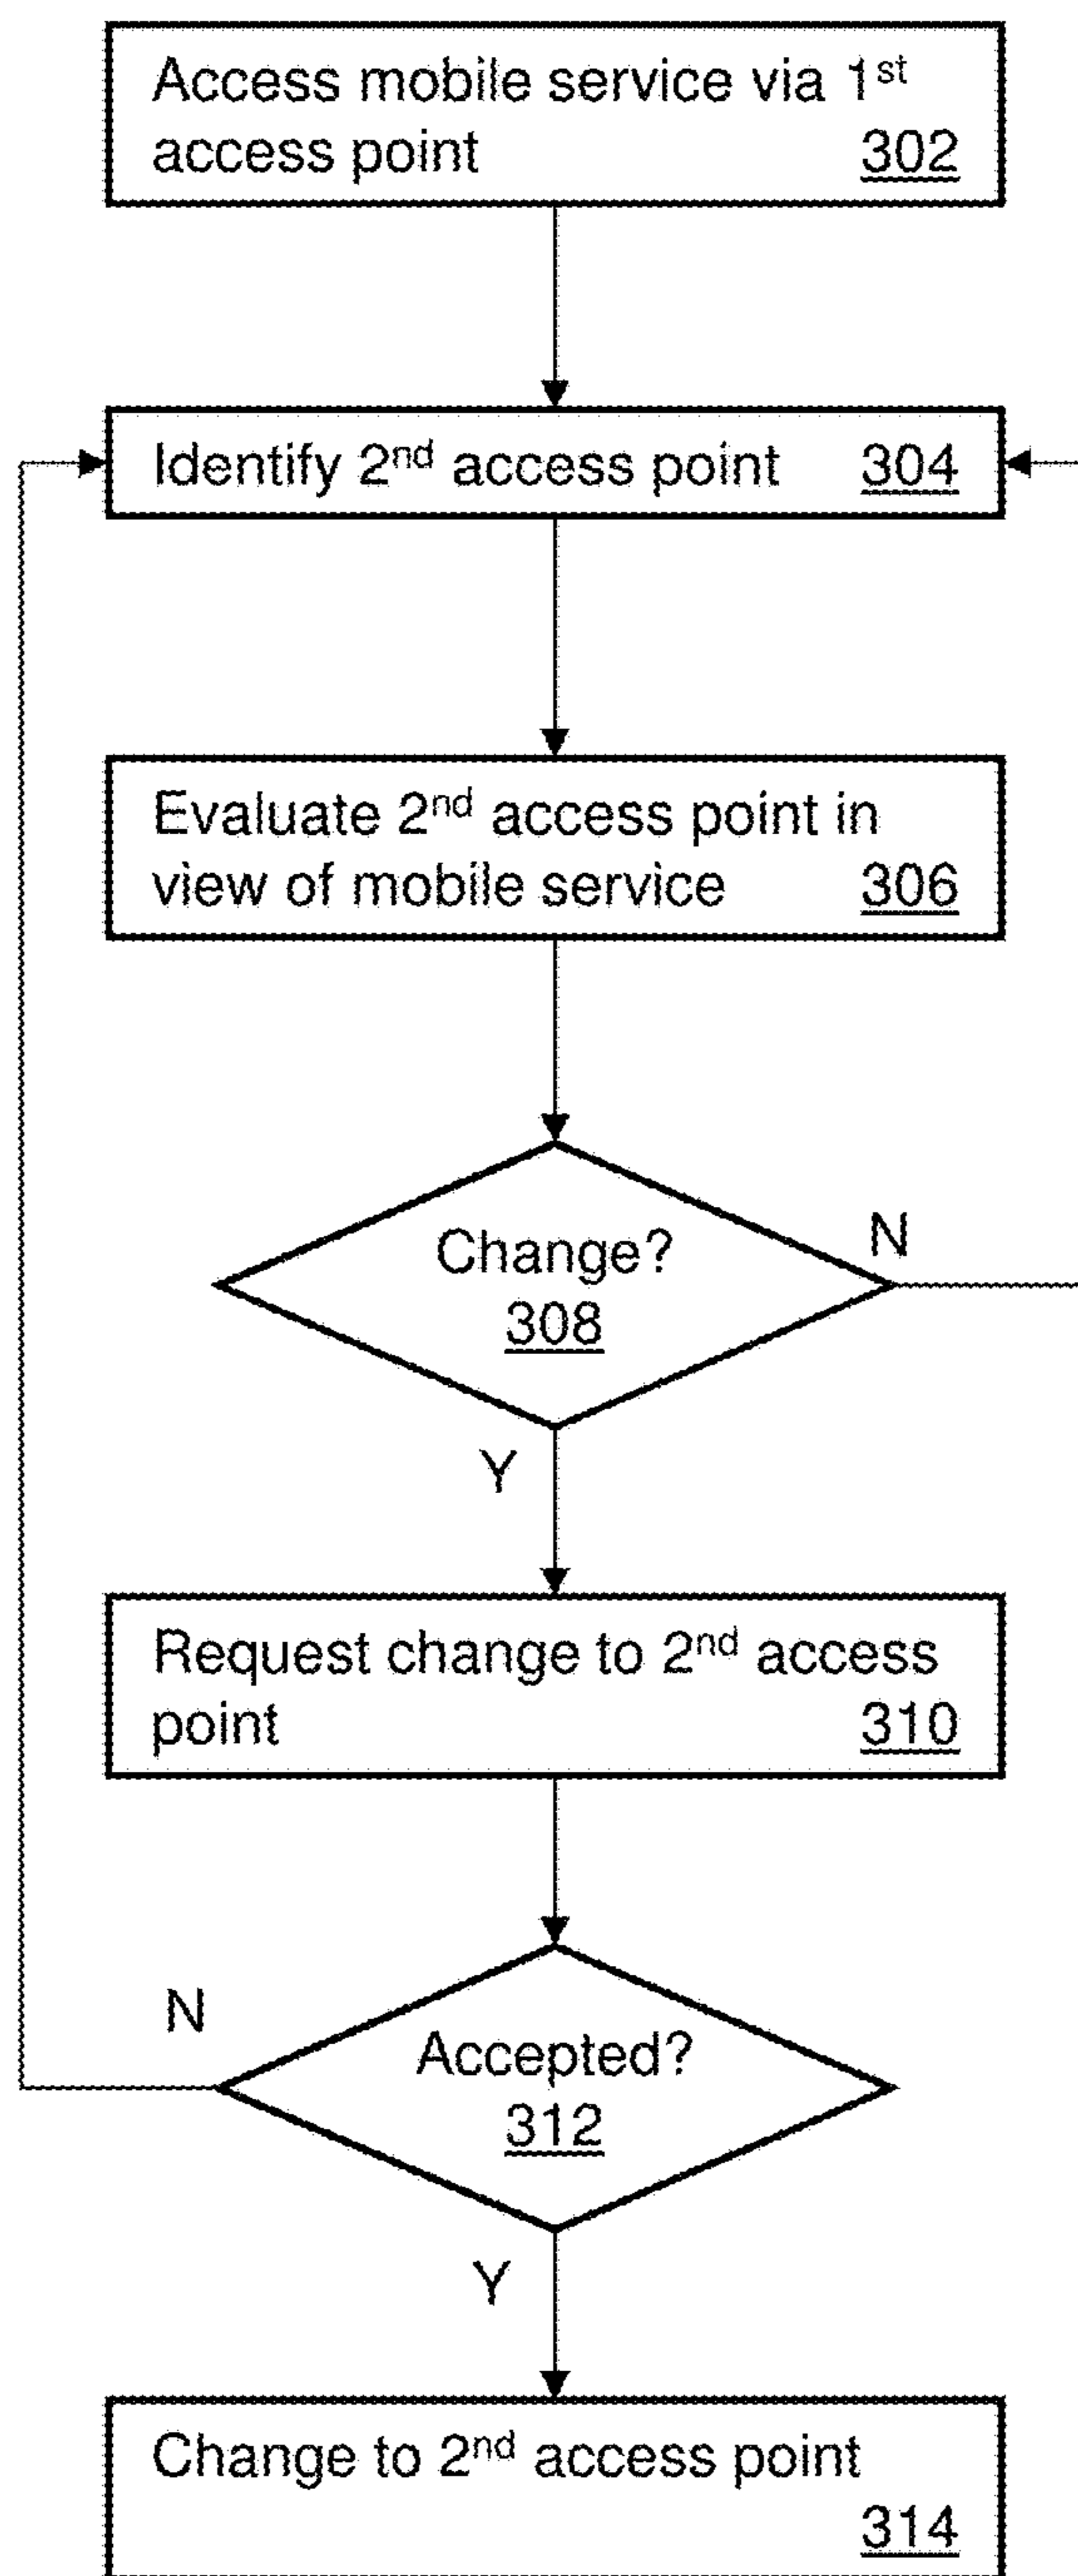 Access mobile service via 1st
access point 302
Identify 2nd access point 304
Evaluate 2nd access point in
view of mobile service 306
Change?
308
N
Y
Request change to 2nd access
point 310
Accepted?
312
N
Y
Change to 2nd access point
314